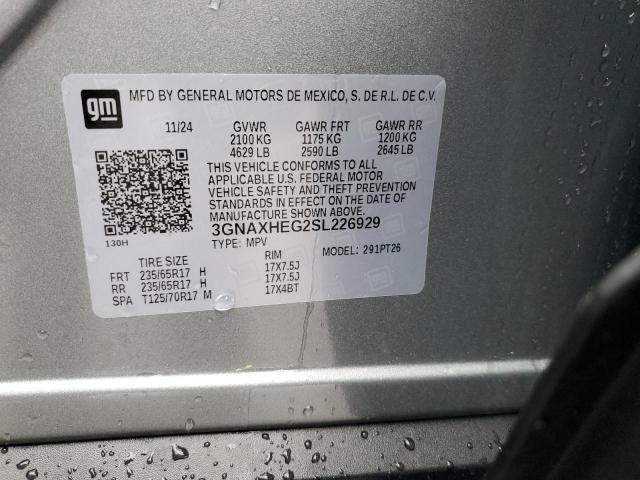 gm
MFD BY GENERAL MOTORS DE MEXICO, S. DE R.L. DE C.V.
11/24 GVWR GAWR FRT GAWR RR
2100 KG 1175 KG 1200 KG
4629 LB 2590 LB 2645 LB
THIS VEHICLE CONFORMS TO ALL
APPLICABLE U.S. FEDERAL MOTOR
VEHICLE SAFETY AND THEFT PREVENTION
STANDARDS IN EFFECT ON THE DATE OF
MANUFACTURE SHOWN ABOVE.
130H 3GNAXHEG2SL226929
TYPE: MPV MODEL: 291PT26
TIRE SIZE RIM
FRT 235/65R17 H 17X7.5J
RR 235/65R17 H 17X7.5J
SPA T125/70R17 M 17X4BT